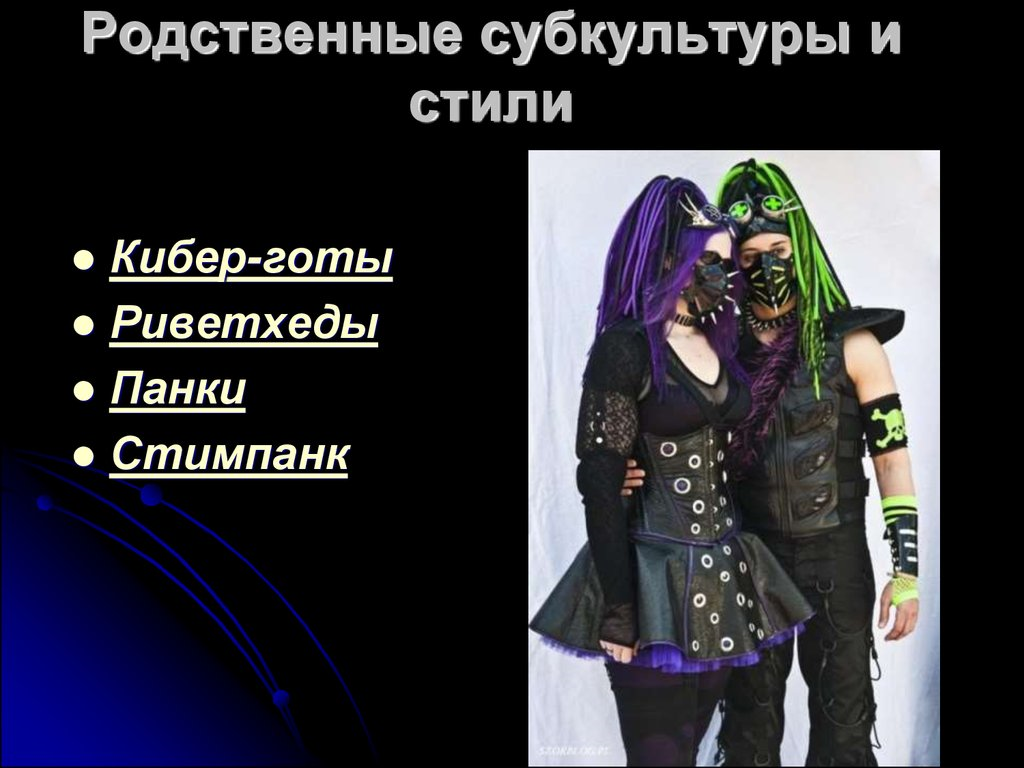 Родственные субкультуры и
стили
Кибер-готы
Риветхеды
Панки
Стимпанк